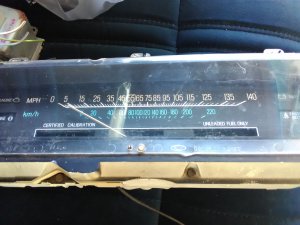 MPH 0 5 15 25 35 45 55 65 75 85 95 105 115 125 135 140
km/h 20 40 80 100 120 140 160 180 200 220
CERTIFIED CALIBRATION UNLEADED FUEL ONLY